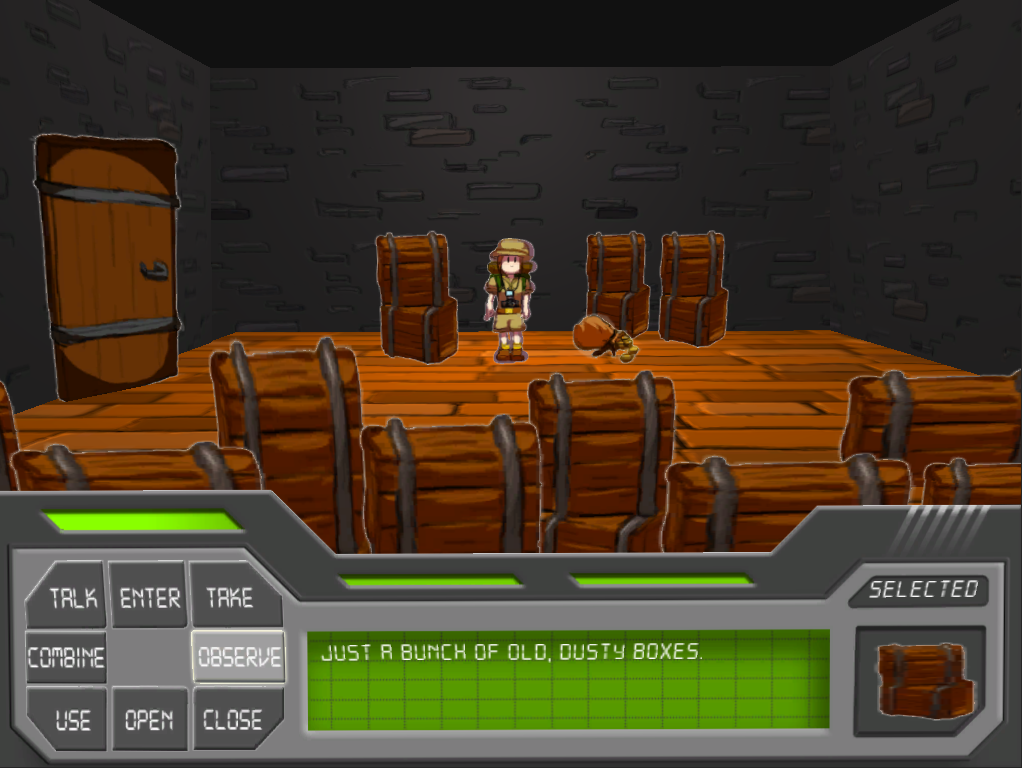 TALK ENTER TAKE
COMBINE OBSERVE
USE OPEN CLOSE
JUST A BUNCH OF OLD, DUSTY BOXES.
SELECTED